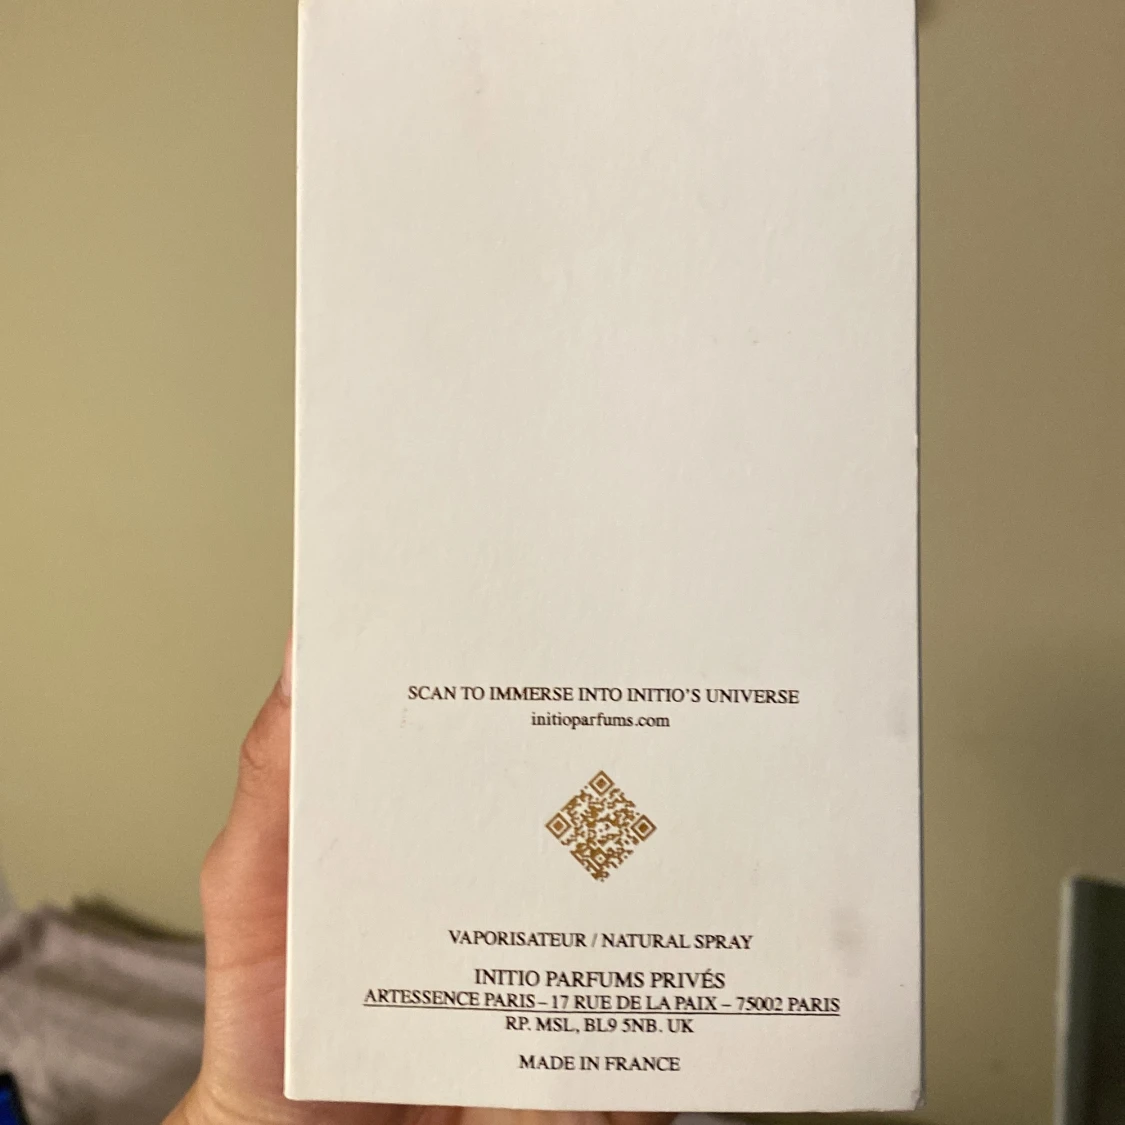 SCAN TO IMMERSE INTO INITIO'S UNIVERSE
initioparfums.com
VAPORISATEUR / NATURAL SPRAY
INITIO PARFUMS PRIVÉS
ARTESSENCE PARIS – 17 RUE DE LA PAIX – 75002 PARIS
RP. MSL, BL9 5NB. UK
MADE IN FRANCE